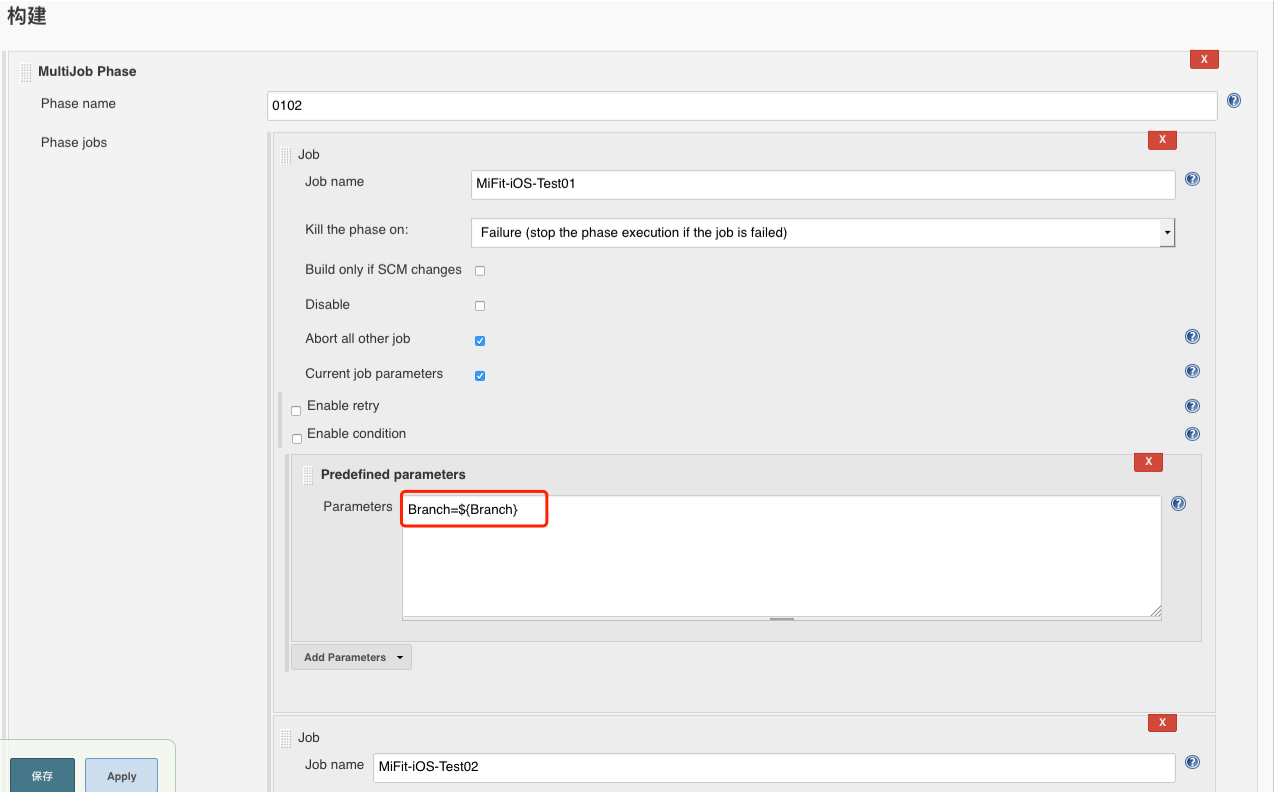 构建
MultiJob Phase
X
Phase name
0102
Phase jobs
X
Job
Job name
MiFit-iOS-Test01
Kill the phase on:
Failure (stop the phase execution if the job is failed)
Build only if SCM changes
Disable
Abort all other job
Current job parameters
Enable retry
Enable condition
X
Predefined parameters
Parameters
Branch=${Branch}
Add Parameters
X
Job
Job name
MiFit-iOS-Test02
保存
Apply